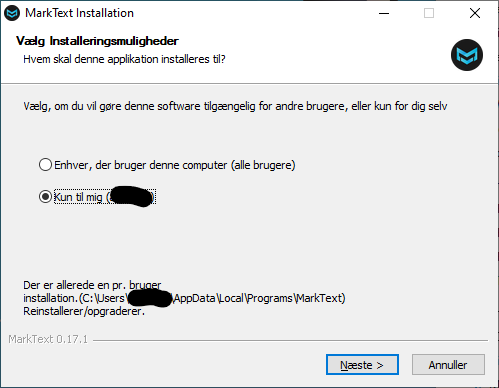 MarkText Installation
Vælg Installeringsmuligheder
Hvem skal denne applikation installeres til?
Vælg, om du vil gøre denne software tilgængelig for andre brugere, eller kun for dig selv
Enhver, der bruger denne computer (alle brugere)
Kun til mig ( )
Der er allerede en pr. bruger
installation.(C:\Users\ \AppData\Local\Programs\MarkText)
Reinstallerer/opgraderer.
MarkText 0.17.1
Næste >
Annuller